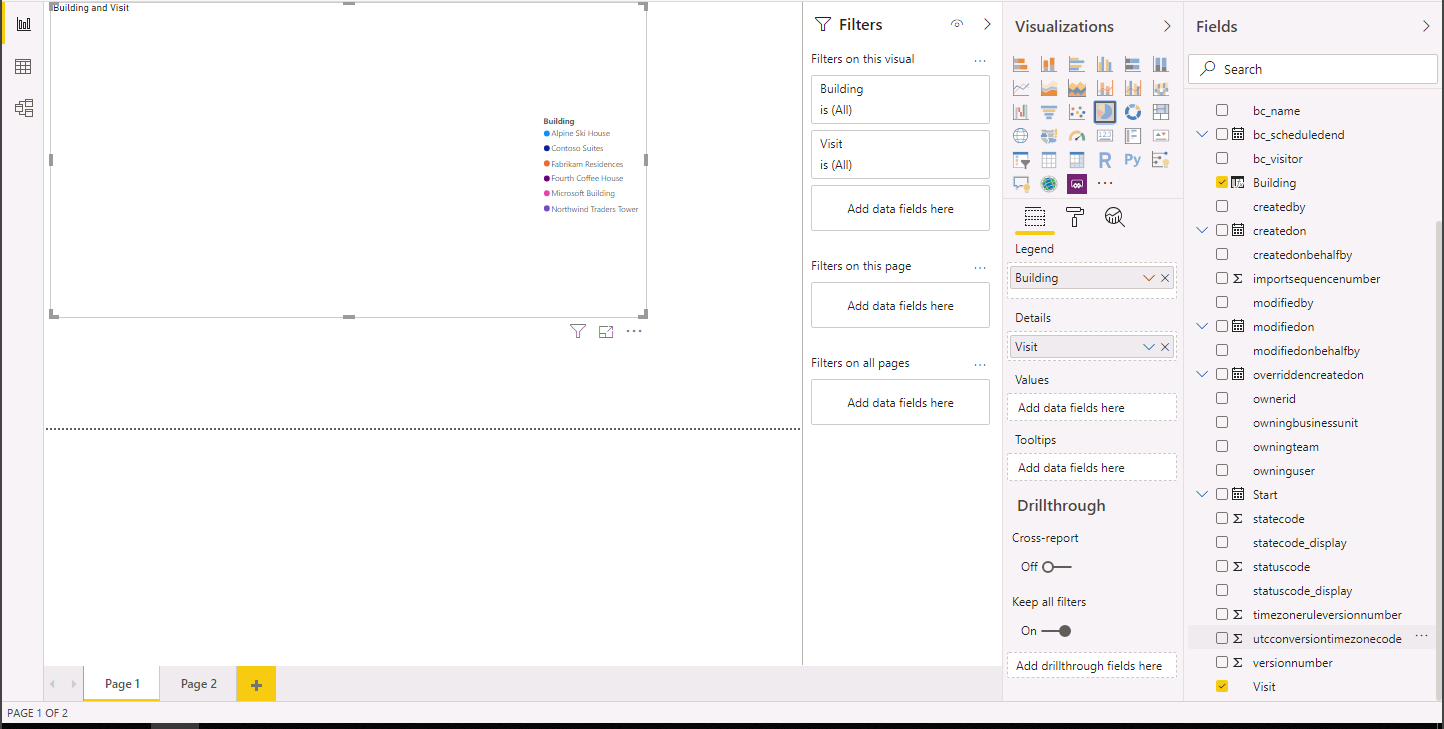 Building and Visit
Building
Alpine Ski House
Contoso Suites
Fabrikam Residences
Fourth Coffee House
Microsoft Building
Northwind Traders Tower
Page 1
Page 2
+
PAGE 1 OF 2
Filters
Filters on this visual
...
Building
is (All)
Visit
is (All)
Add data fields here
Filters on this page
...
Add data fields here
Filters on all pages
...
Add data fields here
Visualizations
123
R
Py
...
Legend
Building
Details
Visit
Values
Add data fields here
Tooltips
Add data fields here
Drillthrough
Cross-report
Off
Keep all filters
On
Add drillthrough fields here
Fields
Search
bc_name
bc_scheduledend
bc_visitor
Building
createdby
createdon
createdonbehalfby
Σ importsequencenumber
modifiedby
modifiedon
modifiedonbehalfby
overriddencreatedon
ownerid
owningbusinessunit
owningteam
owninguser
Start
Σ statecode
statecode_display
Σ statuscode
statuscode_display
Σ timezoneruleversionnumber
Σ utcconversiontimezonecode ...
Σ versionnumber
Visit